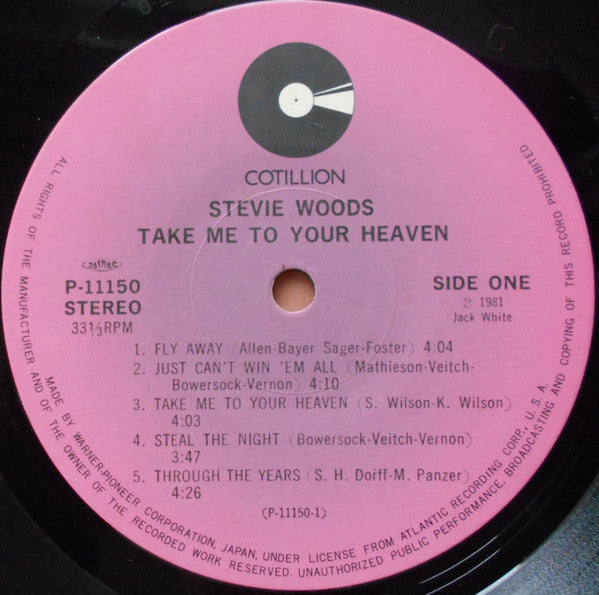 COTILLION
STEVIE WOODS
TAKE ME TO YOUR HEAVEN
JASRAC
P-11150
STEREO
33⅓RPM
SIDE ONE
℗ 1981
Jack White
1. FLY AWAY (Allen-Bayer Sager-Foster) 4:04
2. JUST CAN'T WIN 'EM ALL (Mathieson-Veitch-
Bowersock-Vernon) 4:10
3. TAKE ME TO YOUR HEAVEN (S. Wilson-K. Wilson)
4:03
4. STEAL THE NIGHT (Bowersock-Veitch-Vernon)
3:47
5. THROUGH THE YEARS (S. H. Dorff-M. Panzer)
4:26
(P-11150-1)
ALL RIGHTS OF THE MANUFACTURER AND OF THE OWNER OF THE RECORDED WORK RESERVED. UNAUTHORIZED PUBLIC PERFORMANCE, BROADCASTING AND COPYING OF THIS RECORD PROHIBITED.
MADE BY WARNER-PIONEER CORPORATION, JAPAN, UNDER LICENSE FROM ATLANTIC RECORDING CORP., U.S.A.